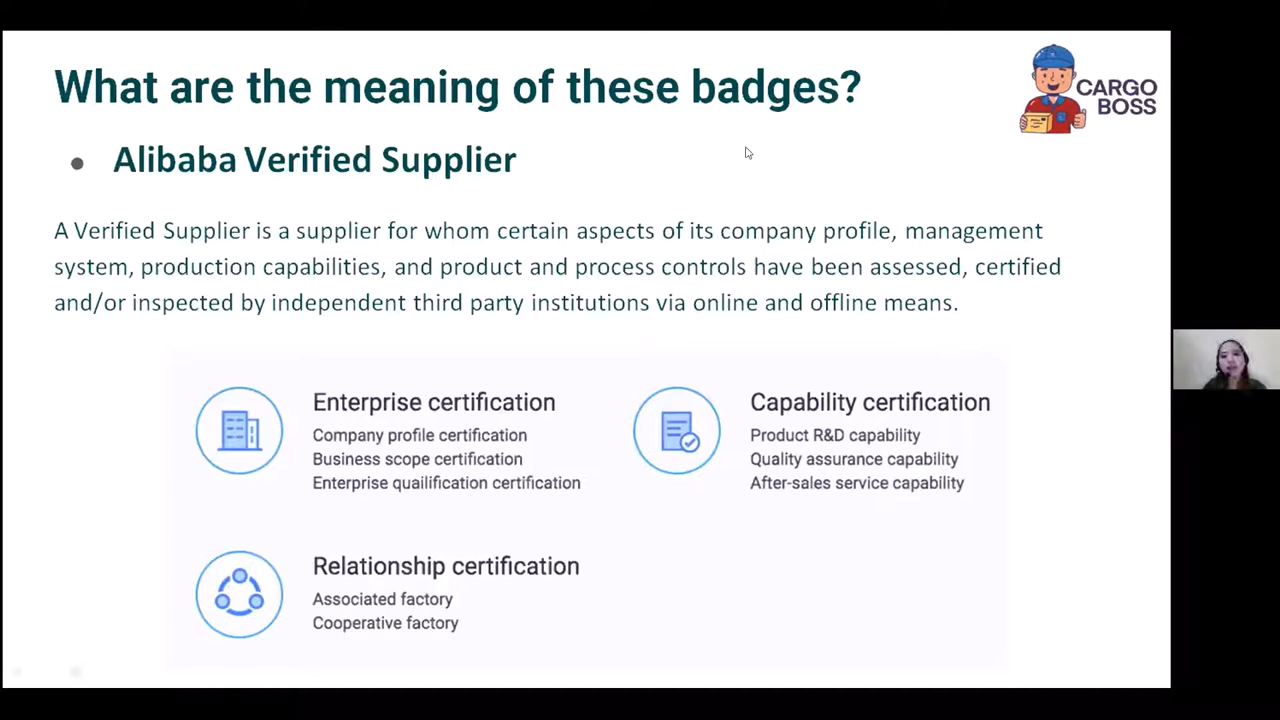 What are the meaning of these badges?
CARGO
BOSS
• Alibaba Verified Supplier
A Verified Supplier is a supplier for whom certain aspects of its company profile, management
system, production capabilities, and product and process controls have been assessed, certified
and/or inspected by independent third party institutions via online and offline means.
Enterprise certification
Company profile certification
Business scope certification
Enterprise quailification certification
Capability certification
Product R&D capability
Quality assurance capability
After-sales service capability
Relationship certification
Associated factory
Cooperative factory